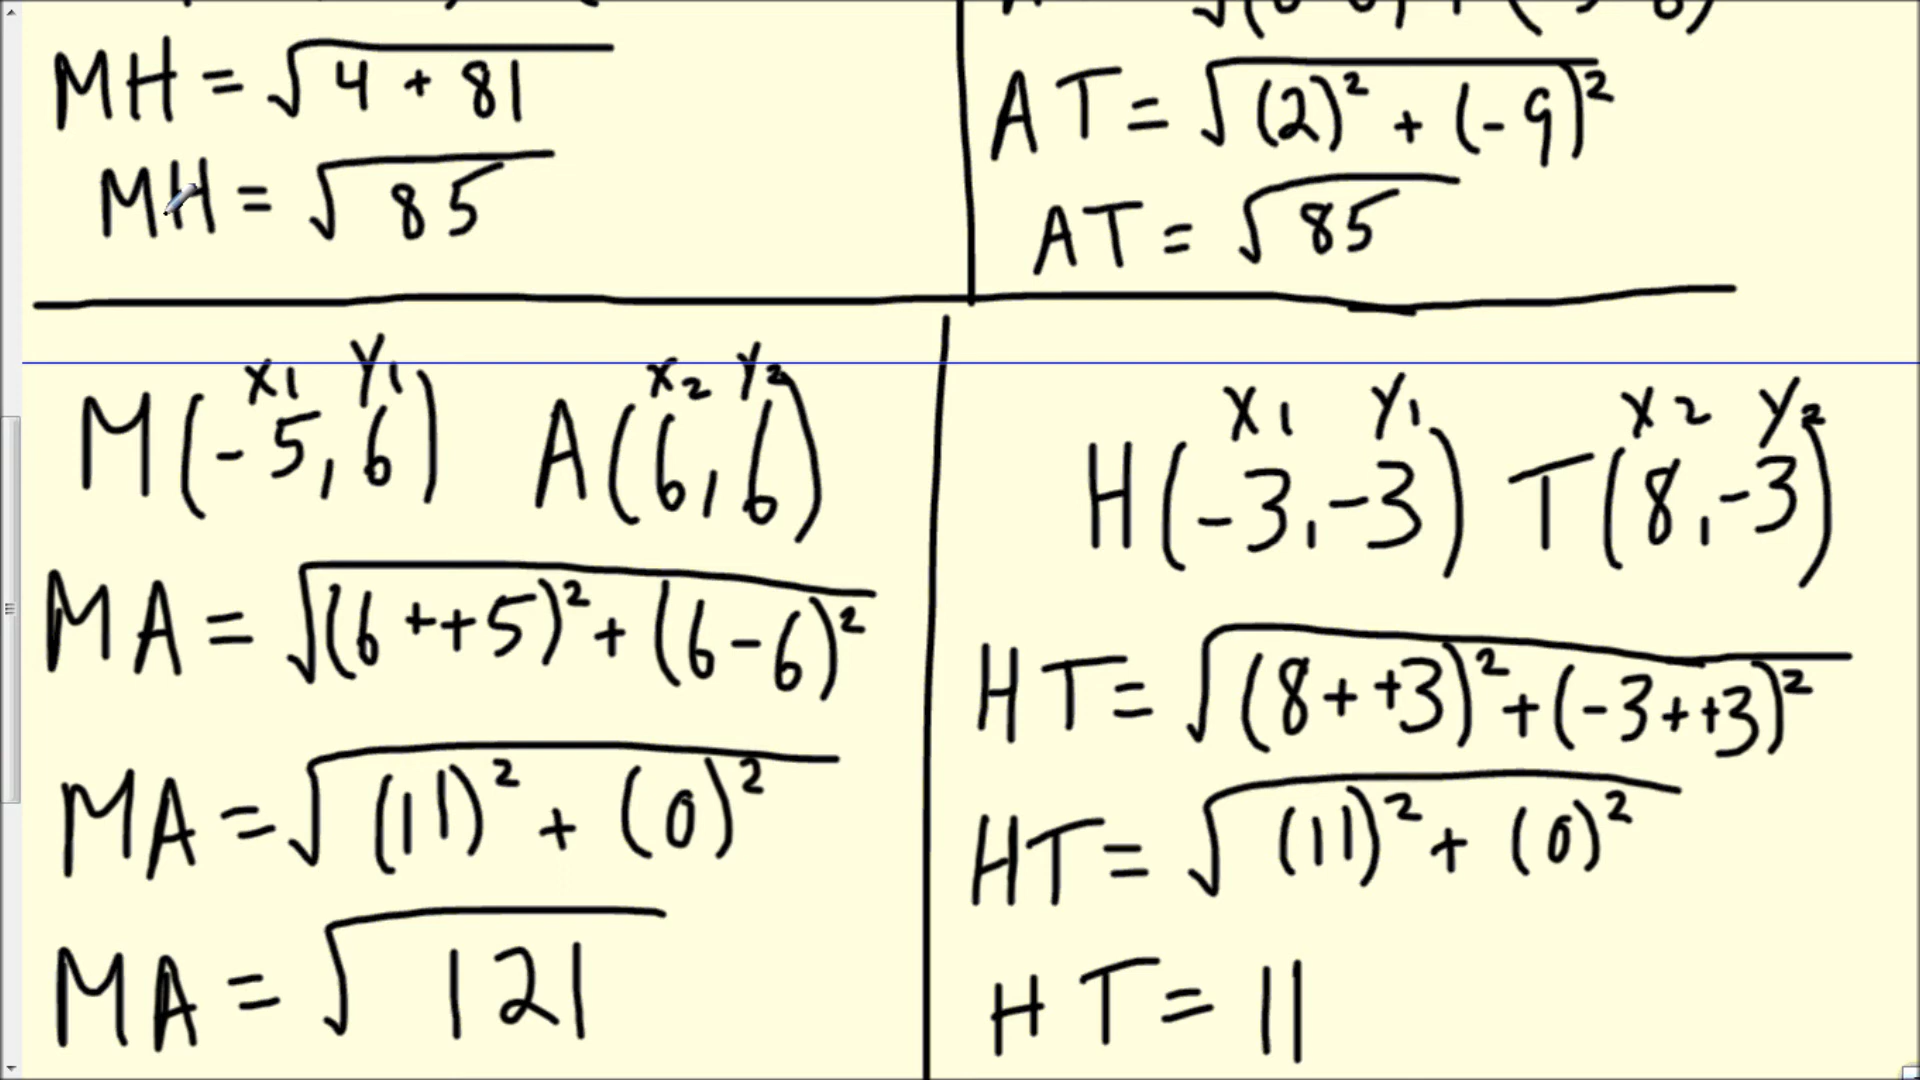 MH = √4 + 81
MH = √85
AT = √(2)² + (-9)²
AT = √85
x₁ y₁ x₂ y₂
M(-5, 6) A(6, 6)
MA = √(6 ++5)² + (6-6)²
MA = √(11)² + (0)²
MA = √121
x₁ y₁ x₂ y₂
H(-3, -3) T(8, -3)
HT = √(8 + +3)² + (-3 ++3)²
HT = √(11)² + (0)²
HT = 11